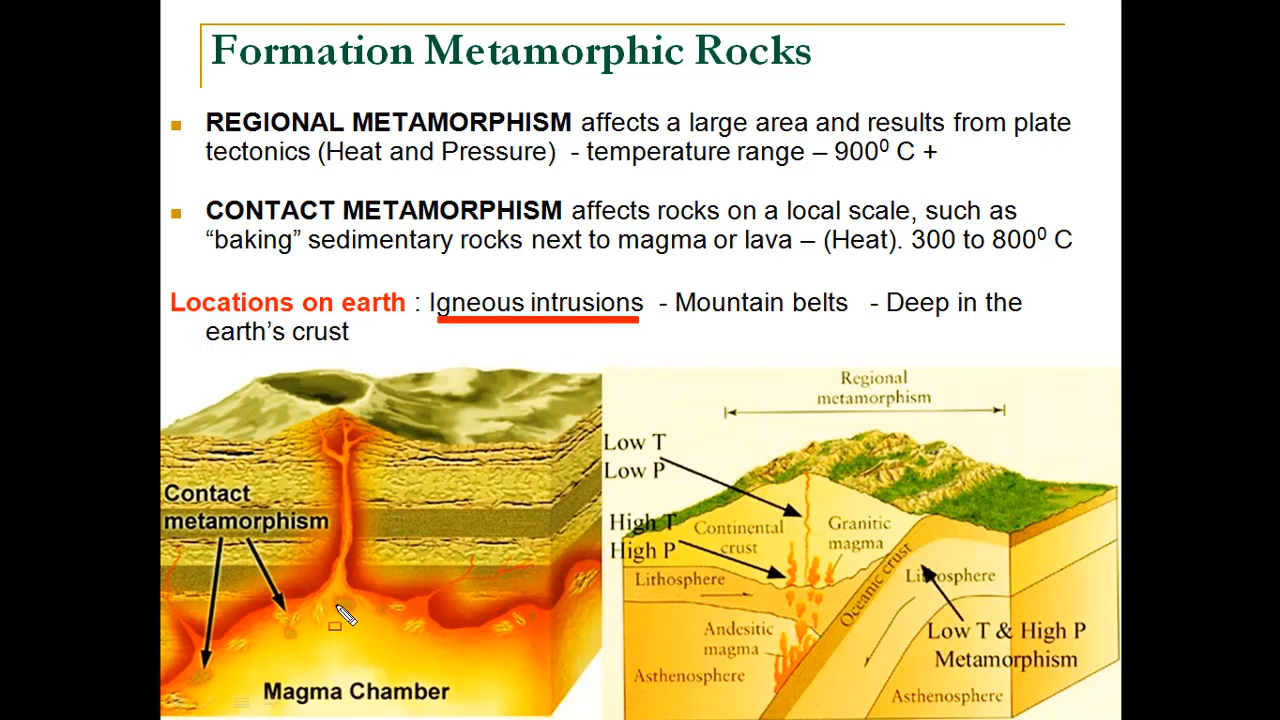 Formation Metamorphic Rocks
REGIONAL METAMORPHISM affects a large area and results from plate
tectonics (Heat and Pressure) - temperature range – 900⁰ C +
CONTACT METAMORPHISM affects rocks on a local scale, such as
“baking” sedimentary rocks next to magma or lava – (Heat). 300 to 800⁰ C
Locations on earth : Igneous intrusions - Mountain belts - Deep in the
earth’s crust
Contact
metamorphism
Magma Chamber
Regional
metamorphism
Low T
Low P
High T
High P
Continental
crust
Granitic
magma
Lithosphere
Oceanic crust
Lithosphere
Andesitic
magma
Asthenosphere
Low T & High P
Metamorphism
Asthenosphere